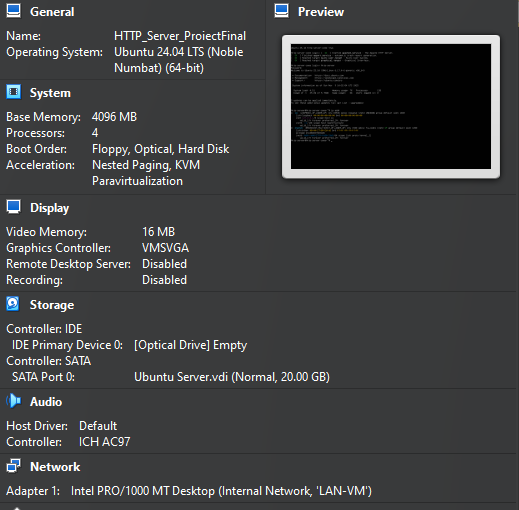 General
Name: HTTP_Server_ProiectFinal
Operating System: Ubuntu 24.04 LTS (Noble
Numbat) (64-bit)
Preview
System
Base Memory: 4096 MB
Processors: 4
Boot Order: Floppy, Optical, Hard Disk
Acceleration: Nested Paging, KVM
Paravirtualization
Display
Video Memory: 16 MB
Graphics Controller: VMSVGA
Remote Desktop Server: Disabled
Recording: Disabled
Storage
Controller: IDE
IDE Primary Device 0: [Optical Drive] Empty
Controller: SATA
SATA Port 0: Ubuntu Server.vdi (Normal, 20.00 GB)
Audio
Host Driver: Default
Controller: ICH AC97
Network
Adapter 1: Intel PRO/1000 MT Desktop (Internal Network, 'LAN-VM')